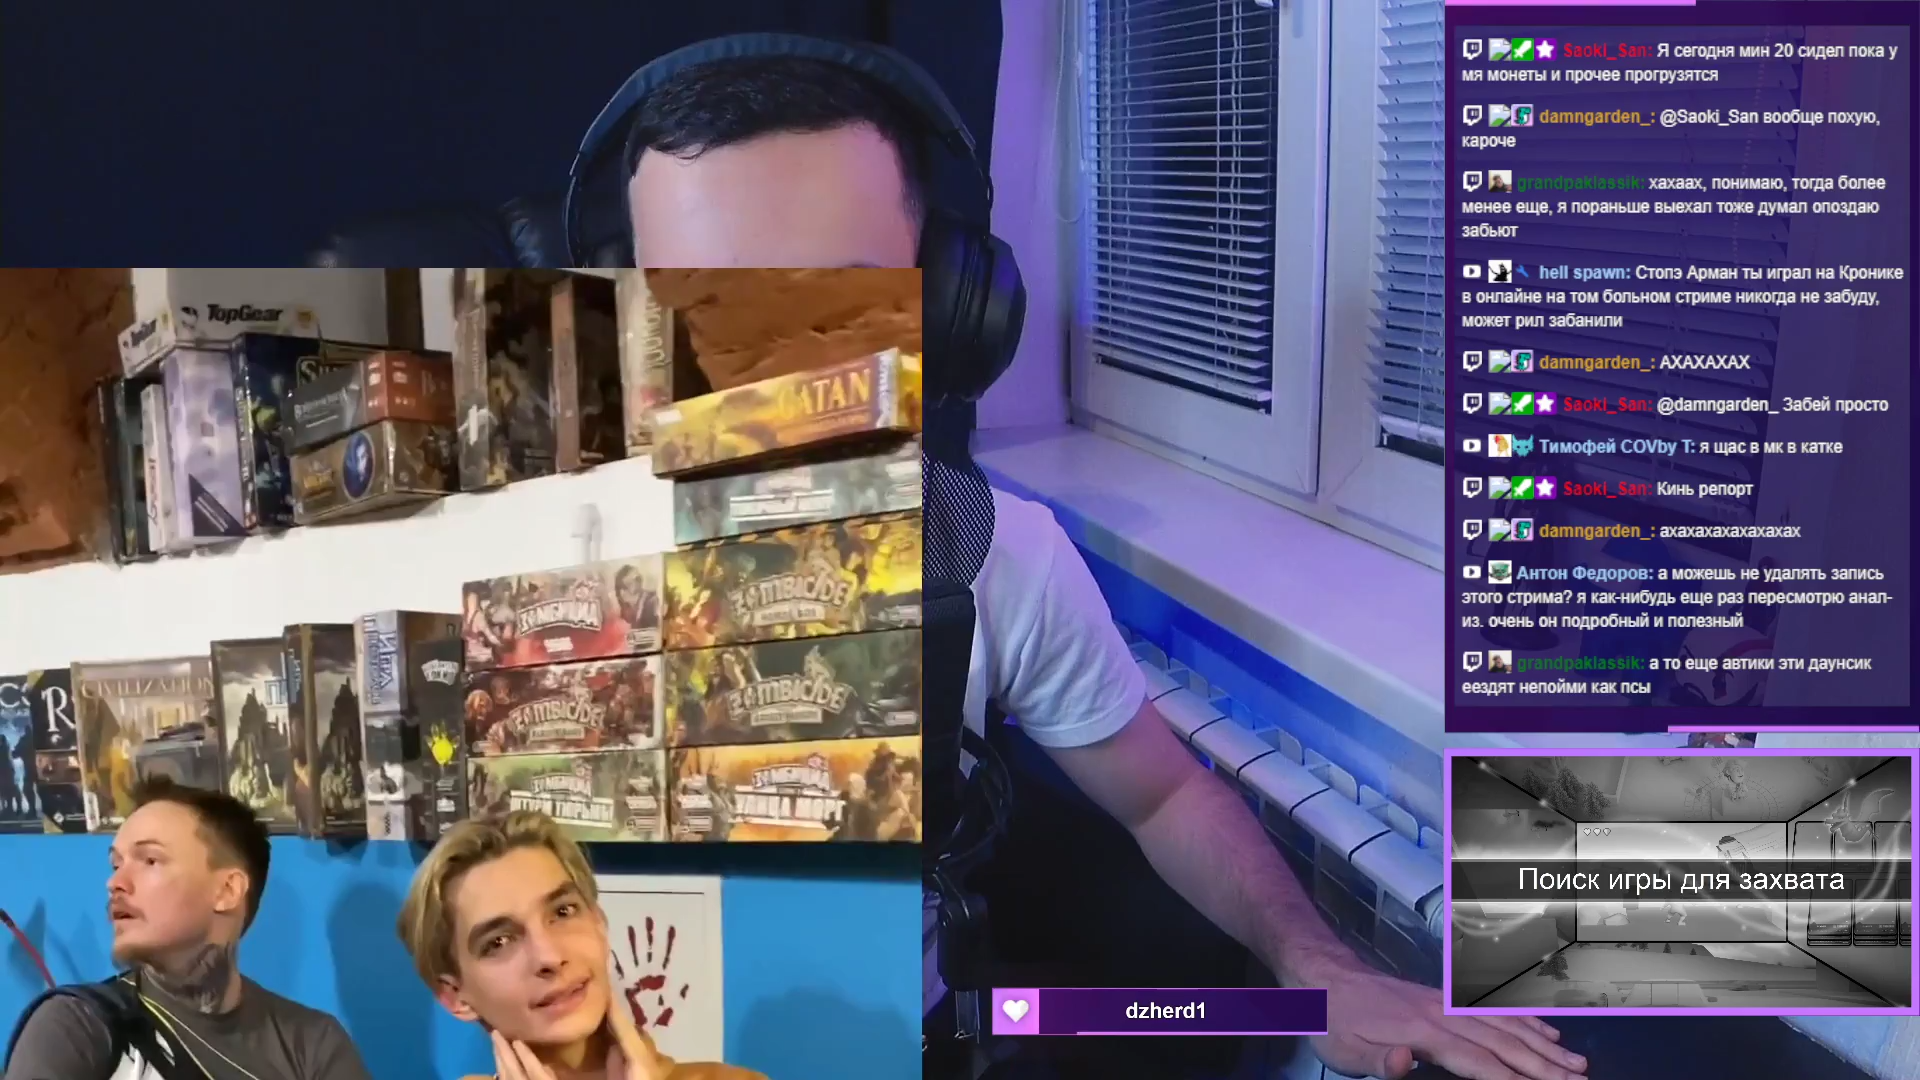 Saoki_San: Я сегодня мин 20 сидел пока у
мя монеты и прочее прогрузятся
damngarden_: @Saoki_San вообще похую,
кароче
grandpaklassik: хахаах, понимаю, тогда более
менее еще, я пораньше выехал тоже думал опоздаю
забьют
hell spawn: Стопэ Арман ты играл на Кронике
в онлайне на том больном стриме никогда не забуду,
может рил забанили
damngarden_: АХАХАХАХ
Saoki_San: @damngarden_ Забей просто
Тимофей COVby T: я щас в мк в катке
Saoki_San: Кинь репорт
damngarden_: ахахахахахахахах
Антон Федоров: а можешь не удалять запись
этого стрима? я как-нибудь еще раз пересмотрю анал-
из. очень он подробный и полезный
grandpaklassik: а то еще автики эти даунсик
еездят непойми как псы
Поиск игры для захвата
dzherd1
TopGear
CATAN
CIVILIZATION
ZOMBICIDE
ZOMBICIDE
ZOMBICIDE